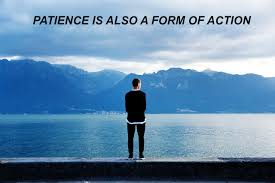 PATIENCE IS ALSO A FORM OF ACTION